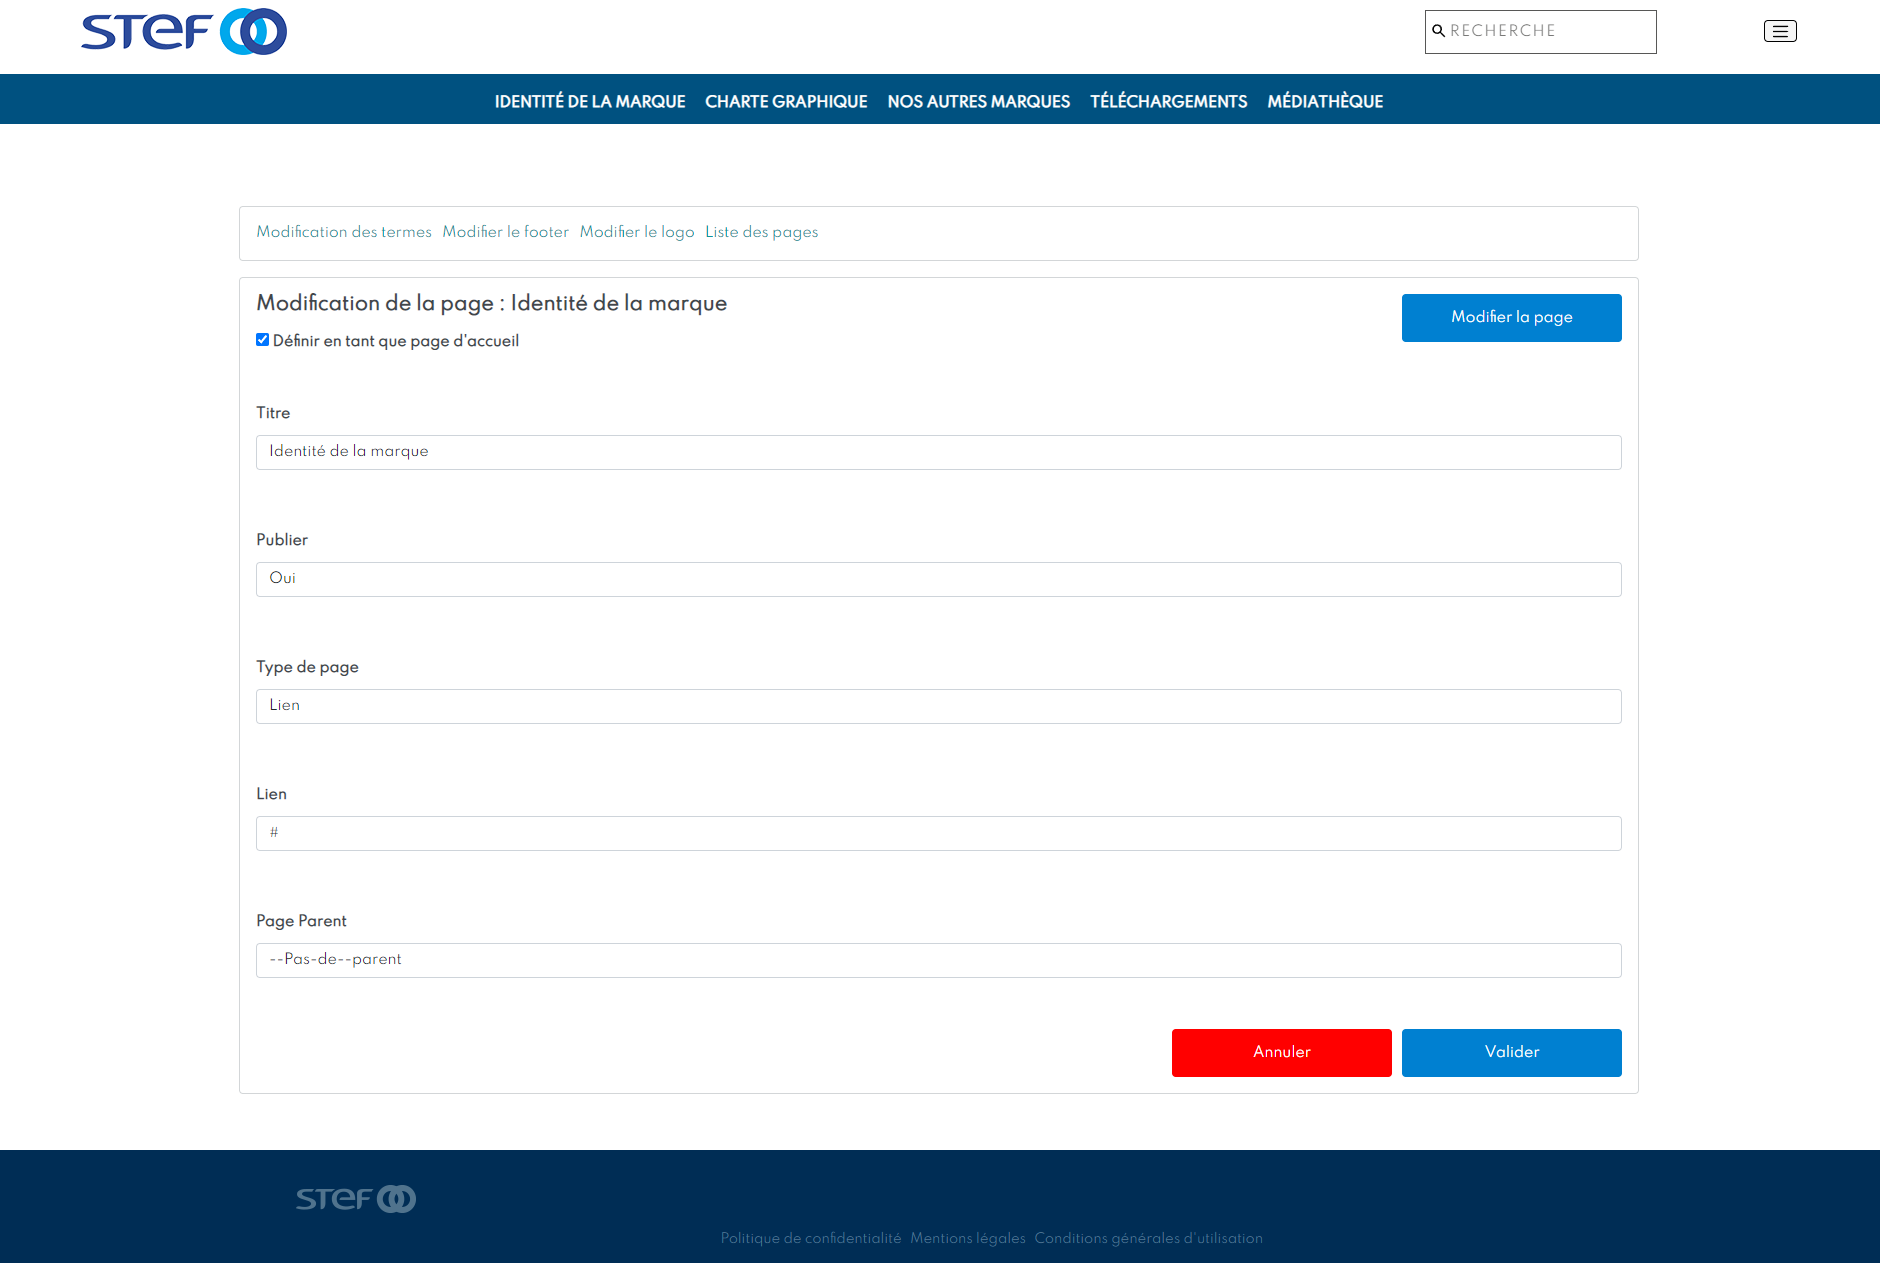 STEF
RECHERCHE
IDENTITÉ DE LA MARQUE CHARTE GRAPHIQUE NOS AUTRES MARQUES TÉLÉCHARGEMENTS MÉDIATHÈQUE
Modification des termes Modifier le footer Modifier le logo Liste des pages
Modification de la page : Identité de la marque
Modifier la page
Définir en tant que page d'accueil
Titre
Identité de la marque
Publier
Oui
Type de page
Lien
Lien
#
Page Parent
--Pas-de--parent
Annuler Valider
STEF
Politique de confidentialité Mentions légales Conditions générales d'utilisation